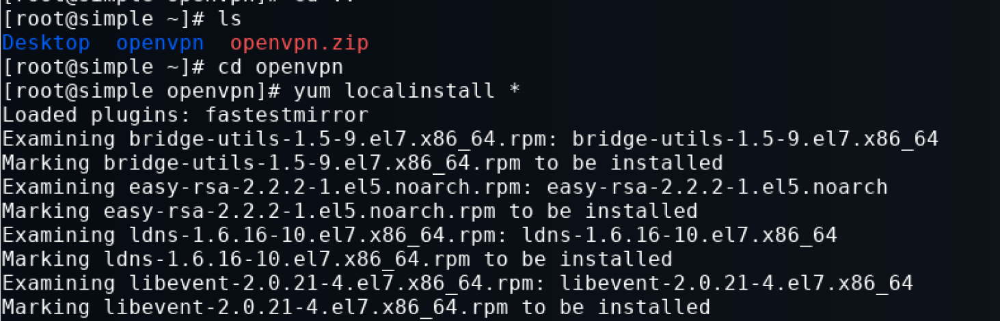 [root@simple openvpn]# cd ..
[root@simple ~]# ls
Desktop  openvpn  openvpn.zip
[root@simple ~]# cd openvpn
[root@simple openvpn]# yum localinstall *
Loaded plugins: fastestmirror
Examining bridge-utils-1.5-9.el7.x86_64.rpm: bridge-utils-1.5-9.el7.x86_64
Marking bridge-utils-1.5-9.el7.x86_64.rpm to be installed
Examining easy-rsa-2.2.2-1.el5.noarch.rpm: easy-rsa-2.2.2-1.el5.noarch
Marking easy-rsa-2.2.2-1.el5.noarch.rpm to be installed
Examining ldns-1.6.16-10.el7.x86_64.rpm: ldns-1.6.16-10.el7.x86_64
Marking ldns-1.6.16-10.el7.x86_64.rpm to be installed
Examining libevent-2.0.21-4.el7.x86_64.rpm: libevent-2.0.21-4.el7.x86_64
Marking libevent-2.0.21-4.el7.x86_64.rpm to be installed